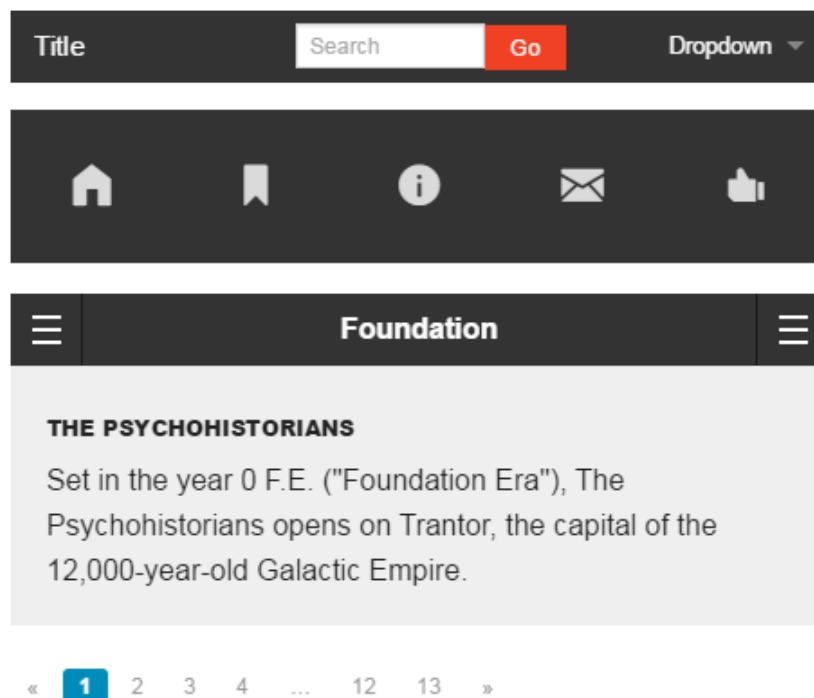 Title Search Go Dropdown
Foundation
THE PSYCHOHISTORIANS
Set in the year 0 F.E. ("Foundation Era"), The
Psychohistorians opens on Trantor, the capital of the
12,000-year-old Galactic Empire.
« 1 2 3 4 ... 12 13 »